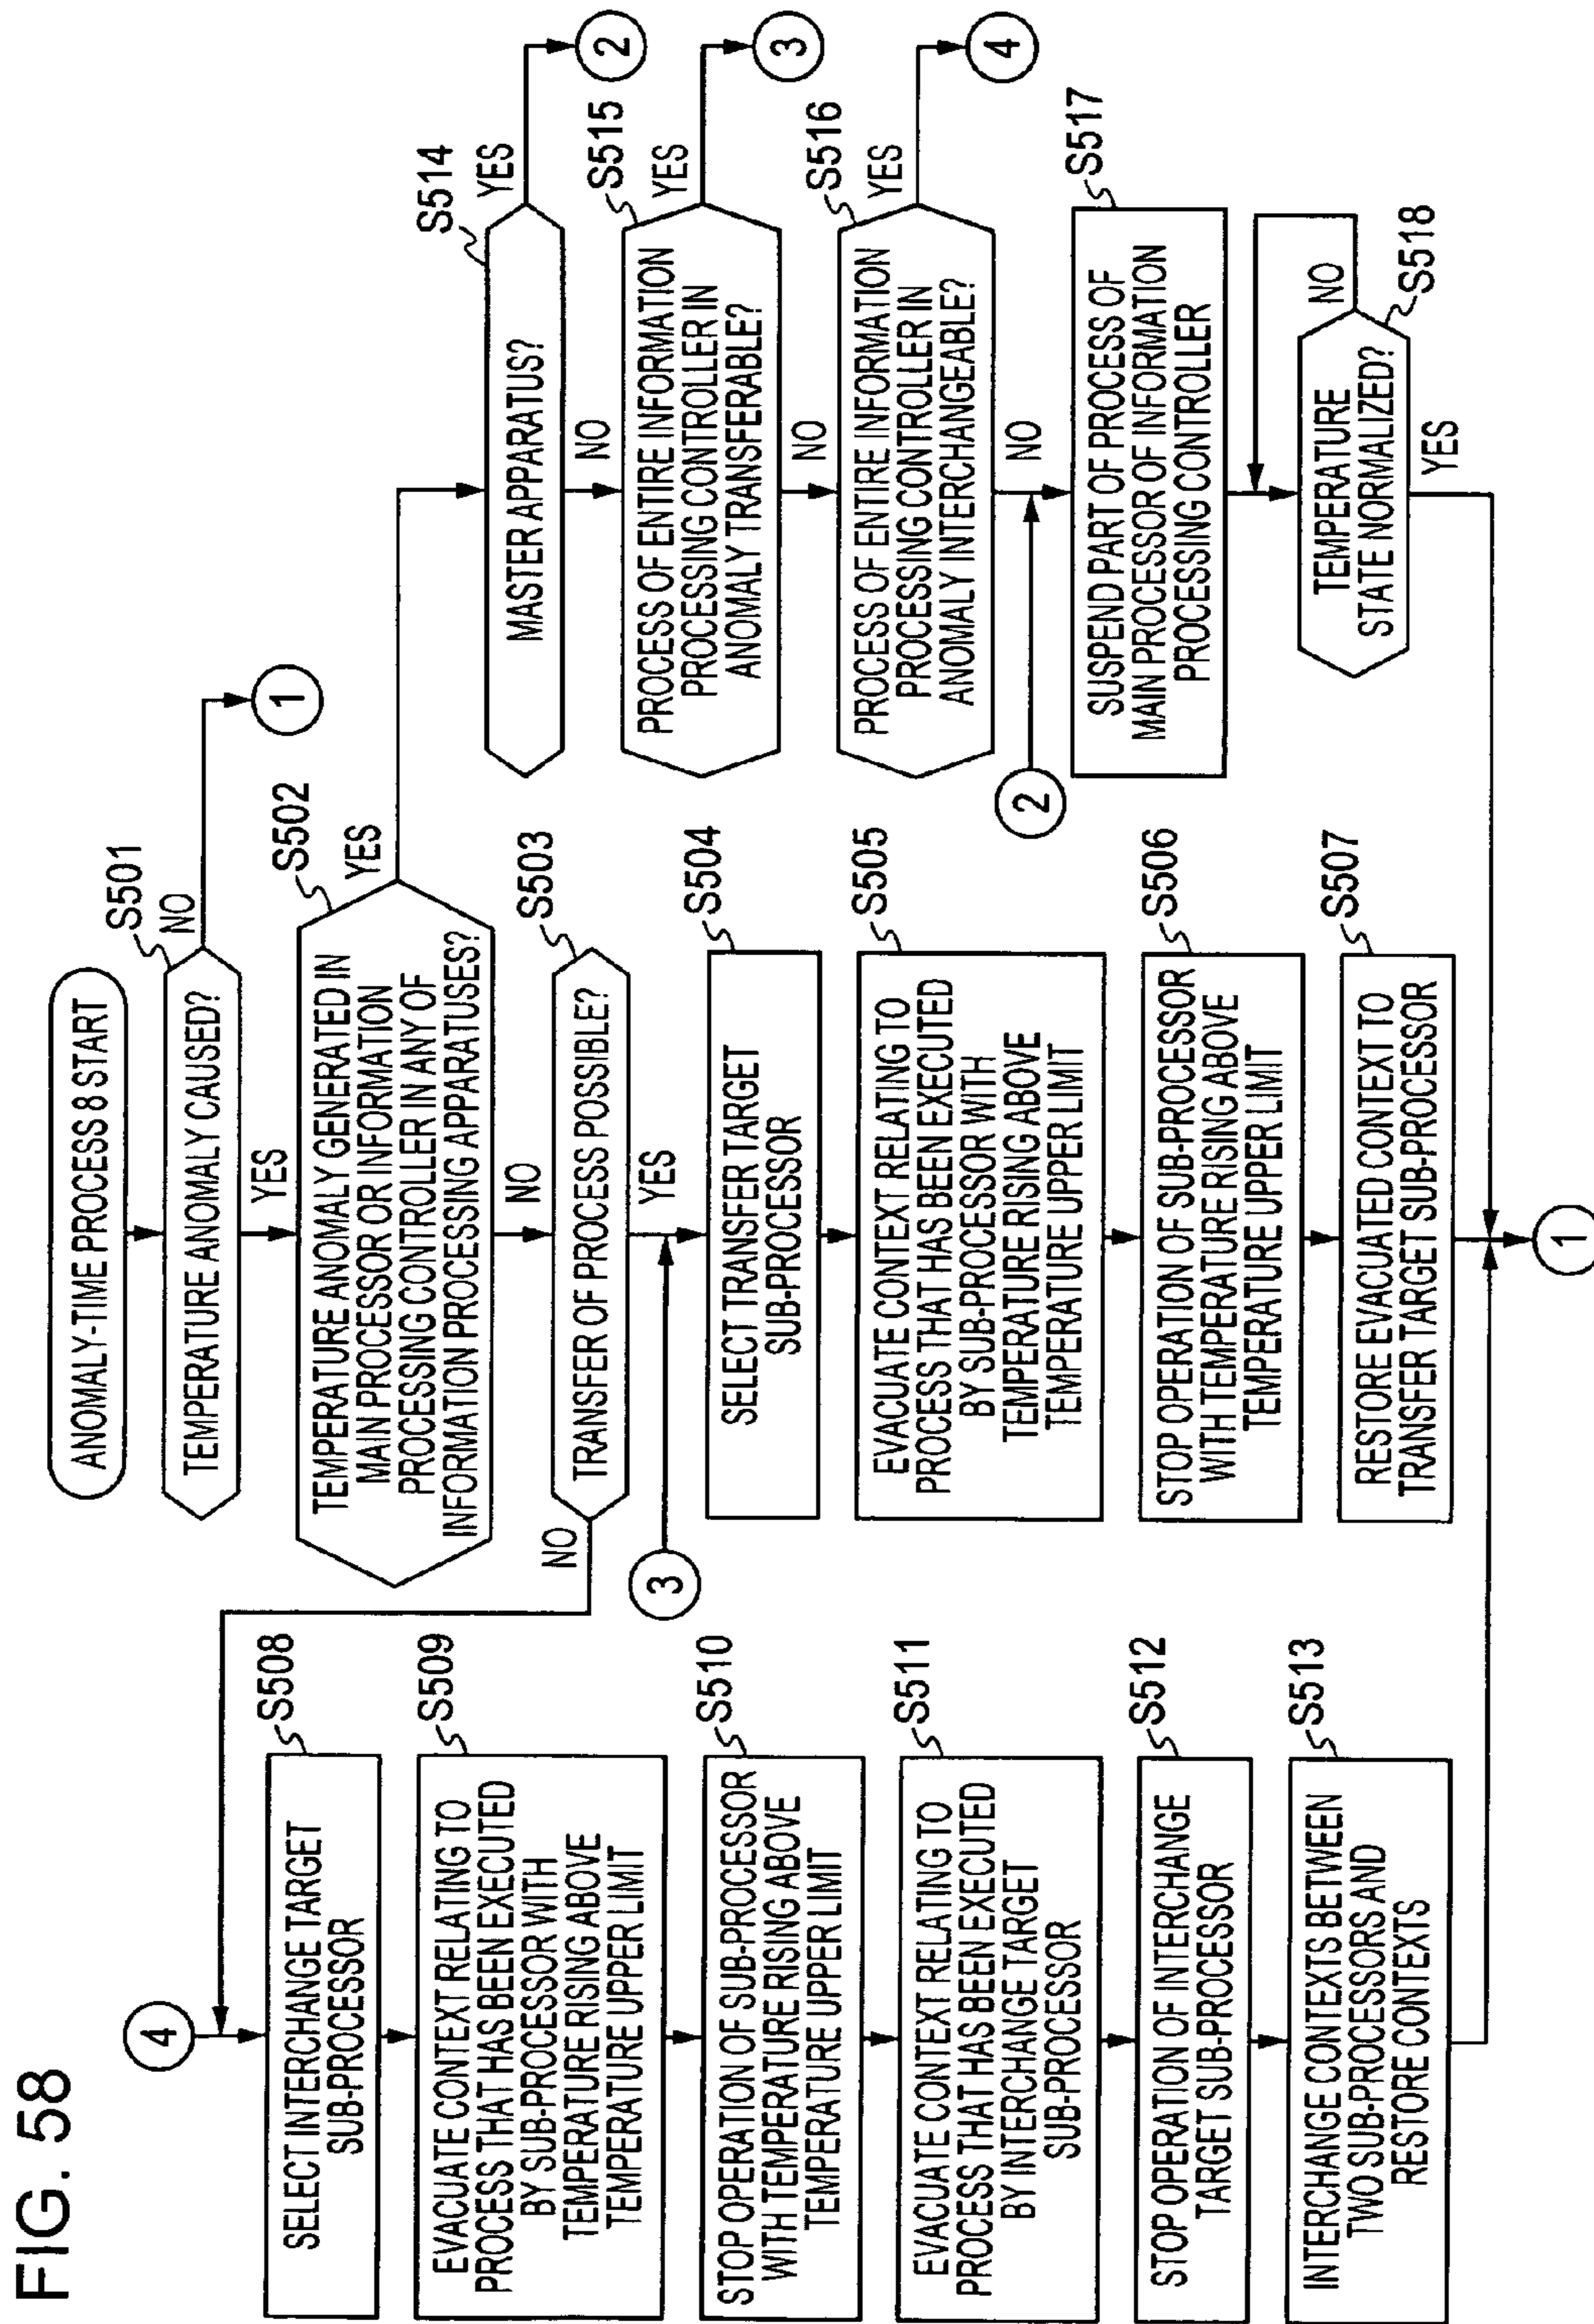 FIG. 58
4
SELECT INTERCHANGE TARGET
SUB-PROCESSOR
S508
EVACUATE CONTEXT RELATING TO
PROCESS THAT HAS BEEN EXECUTED
BY SUB-PROCESSOR WITH
TEMPERATURE RISING ABOVE
TEMPERATURE UPPER LIMIT
S509
STOP OPERATION OF SUB-PROCESSOR
WITH TEMPERATURE RISING ABOVE
TEMPERATURE UPPER LIMIT
S510
EVACUATE CONTEXT RELATING TO
PROCESS THAT HAS BEEN EXECUTED
BY INTERCHANGE TARGET
SUB-PROCESSOR
S511
STOP OPERATION OF INTERCHANGE
TARGET SUB-PROCESSOR
S512
INTERCHANGE CONTEXTS BETWEEN
TWO SUB-PROCESSORS AND
RESTORE CONTEXTS
S513
ANOMALY-TIME PROCESS 8 START
TEMPERATURE ANOMALY CAUSED?
S501
NO
1
YES
TEMPERATURE ANOMALY GENERATED IN
MAIN PROCESSOR OR INFORMATION
PROCESSING CONTROLLER IN ANY OF
INFORMATION PROCESSING APPARATUSES?
S502
YES
NO
TRANSFER OF PROCESS POSSIBLE?
S503
NO
YES
3
SELECT TRANSFER TARGET
SUB-PROCESSOR
S504
EVACUATE CONTEXT RELATING TO
PROCESS THAT HAS BEEN EXECUTED
BY SUB-PROCESSOR WITH
TEMPERATURE RISING ABOVE
TEMPERATURE UPPER LIMIT
S505
STOP OPERATION OF SUB-PROCESSOR
WITH TEMPERATURE RISING ABOVE
TEMPERATURE UPPER LIMIT
S506
RESTORE EVACUATED CONTEXT TO
TRANSFER TARGET SUB-PROCESSOR
S507
1
MASTER APPARATUS?
S514
YES
2
NO
PROCESS OF ENTIRE INFORMATION
PROCESSING CONTROLLER IN
ANOMALY TRANSFERABLE?
S515
YES
3
NO
PROCESS OF ENTIRE INFORMATION
PROCESSING CONTROLLER IN
ANOMALY INTERCHANGEABLE?
S516
YES
4
NO
2
SUSPEND PART OF PROCESS OF
MAIN PROCESSOR OF INFORMATION
PROCESSING CONTROLLER
S517
TEMPERATURE
STATE NORMALIZED?
S518
NO
YES